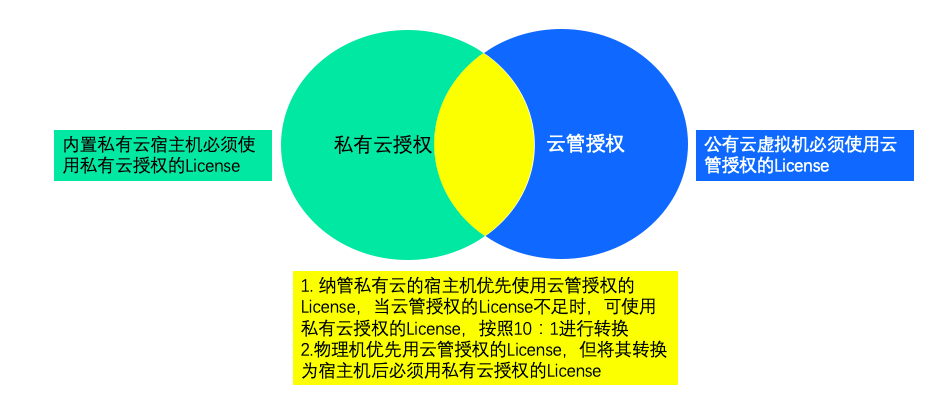 内置私有云宿主机必须使
用私有云授权的License
私有云授权
云管授权
公有云虚拟机必须使用云
管授权的License
1. 纳管私有云的宿主机优先使用云管授权的
License，当云管授权的License不足时，可使用
私有云授权的License，按照10：1进行转换
2.物理机优先用云管授权的License，但将其转换
为宿主机后必须用私有云授权的License